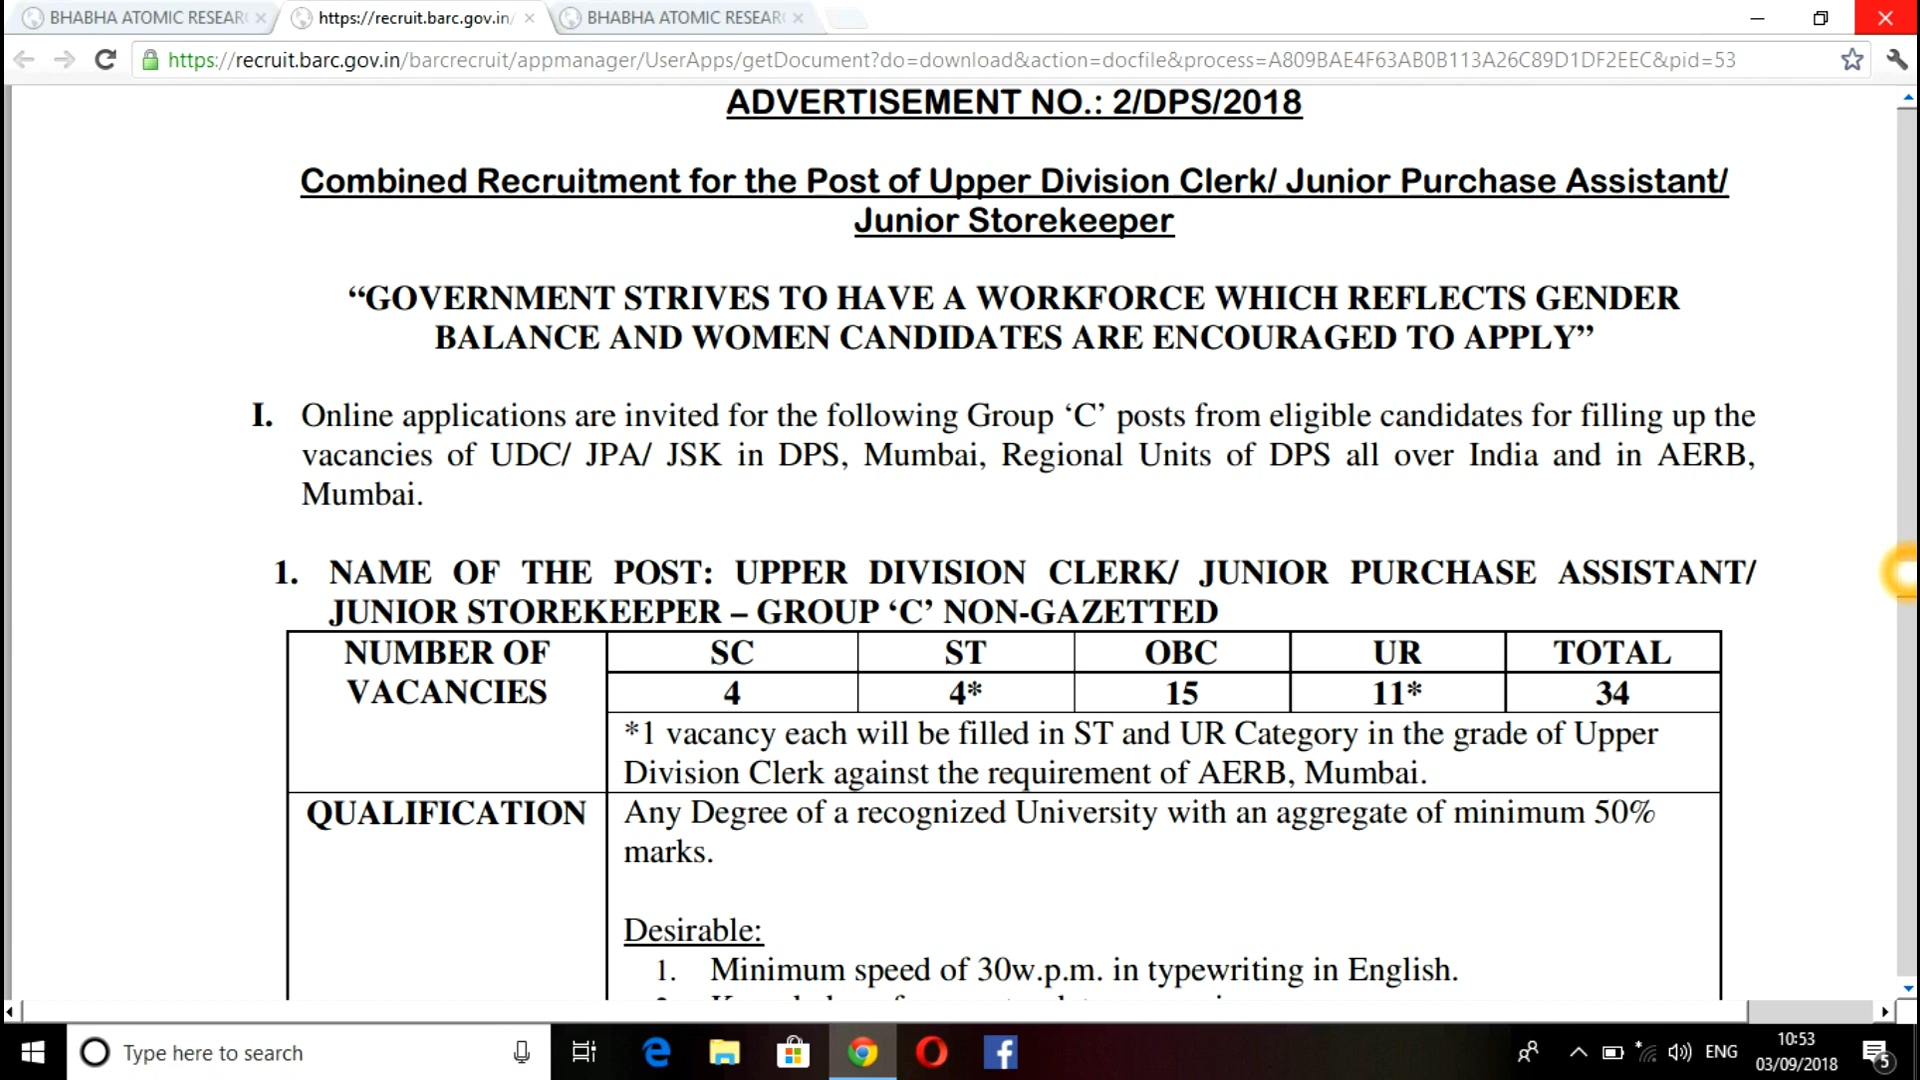 BHABHA ATOMIC RESEAR
https://recruit.barc.gov.in/
BHABHA ATOMIC RESEAR
https://recruit.barc.gov.in/barcrecruit/appmanager/UserApps/getDocument?do=download&action=docfile&process=A809BAE4F63AB0B113A26C89D1DF2EEC&pid=53
ADVERTISEMENT NO.: 2/DPS/2018
Combined Recruitment for the Post of Upper Division Clerk/ Junior Purchase Assistant/
Junior Storekeeper
“GOVERNMENT STRIVES TO HAVE A WORKFORCE WHICH REFLECTS GENDER
BALANCE AND WOMEN CANDIDATES ARE ENCOURAGED TO APPLY”
I. Online applications are invited for the following Group ‘C’ posts from eligible candidates for filling up the
vacancies of UDC/ JPA/ JSK in DPS, Mumbai, Regional Units of DPS all over India and in AERB,
Mumbai.
1. NAME OF THE POST: UPPER DIVISION CLERK/ JUNIOR PURCHASE ASSISTANT/
JUNIOR STOREKEEPER – GROUP ‘C’ NON-GAZETTED
NUMBER OF VACANCIES
SC ST OBC UR TOTAL
4 4* 15 11* 34
*1 vacancy each will be filled in ST and UR Category in the grade of Upper
Division Clerk against the requirement of AERB, Mumbai.
QUALIFICATION
Any Degree of a recognized University with an aggregate of minimum 50%
marks.
Desirable:
1. Minimum speed of 30w.p.m. in typewriting in English.
Type here to search
ENG
10:53
03/09/2018
5